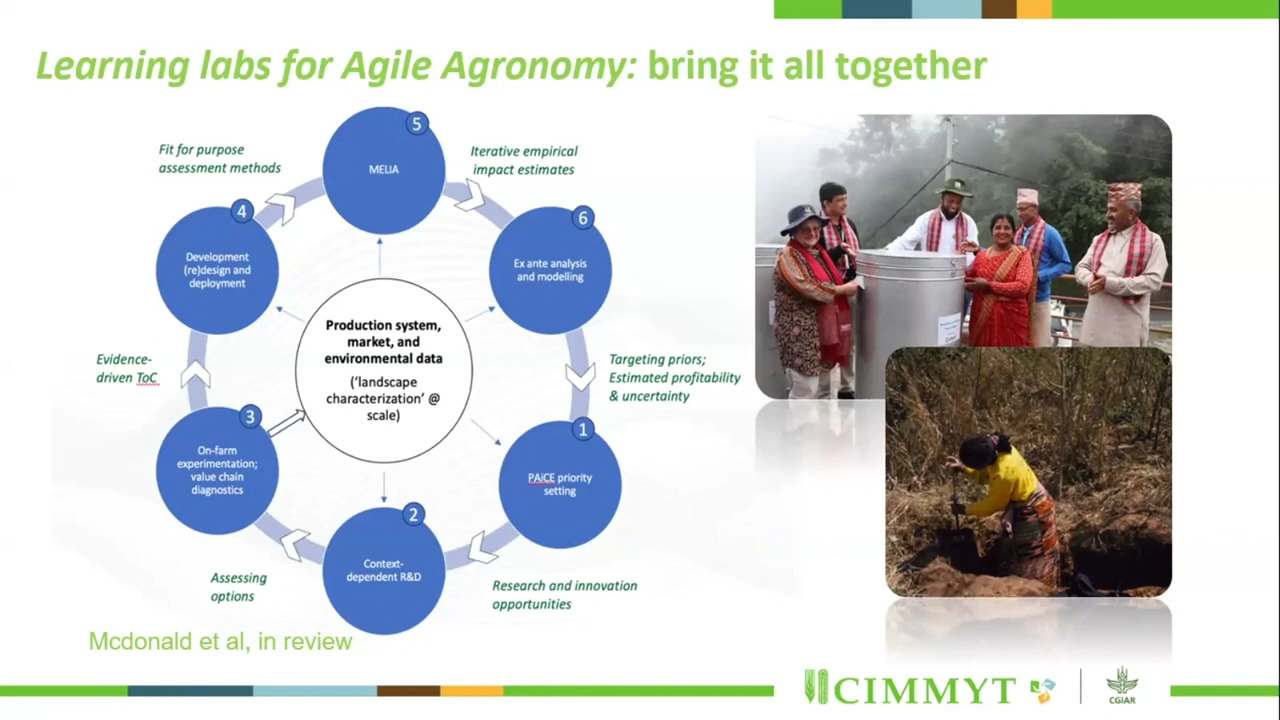 Learning labs for Agile Agronomy: bring it all together
5
MELIA
Fit for purpose
assessment methods
Iterative empirical
impact estimates
4
Development
(re)design and
deployment
6
Ex ante analysis
and modelling
Production system,
market, and
environmental data
('landscape
characterization' @
scale)
Evidence-
driven ToC
Targeting priors;
Estimated profitability
& uncertainty
3
On-farm
experimentation;
value chain
diagnostics
1
PAiCE priority
setting
2
Context-
dependent R&D
Assessing
options
Research and innovation
opportunities
Mcdonald et al, in review
CIMMYT
CGIAR